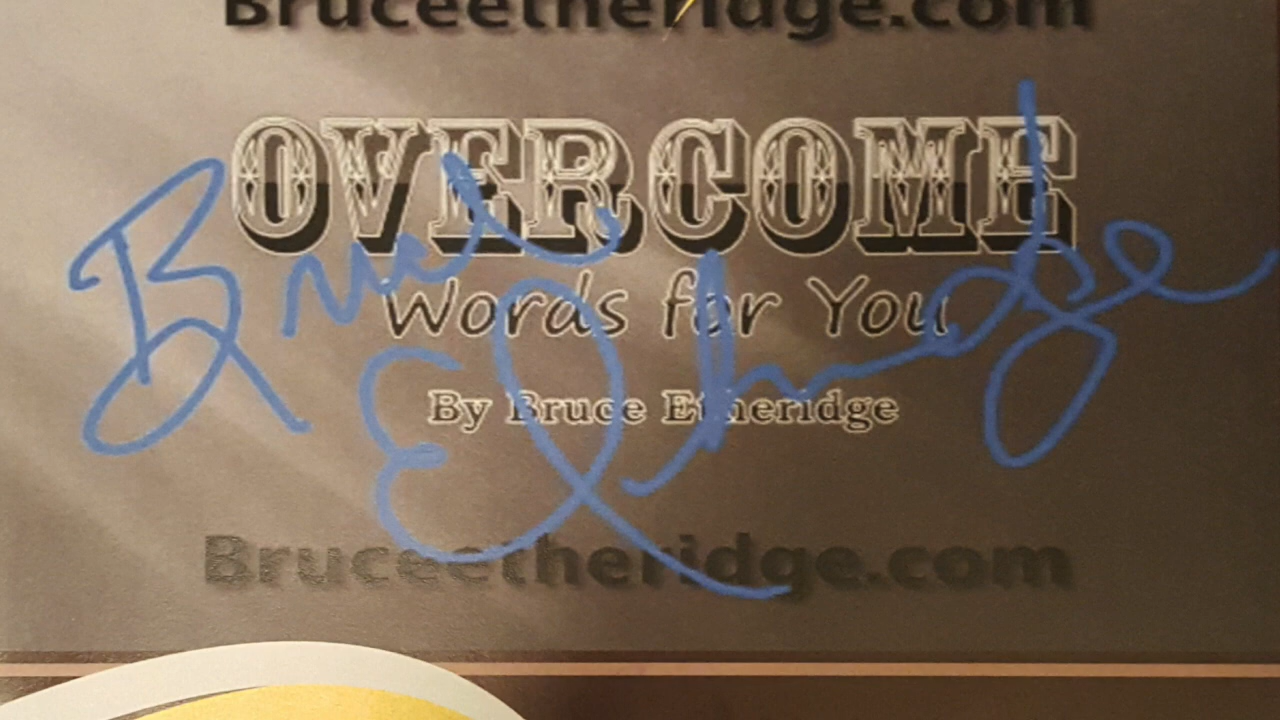 Bruceetheridge.com
OVERCOME
Words for You
By Bruce Etheridge
Bruce
Etheridge
Bruceetheridge.com